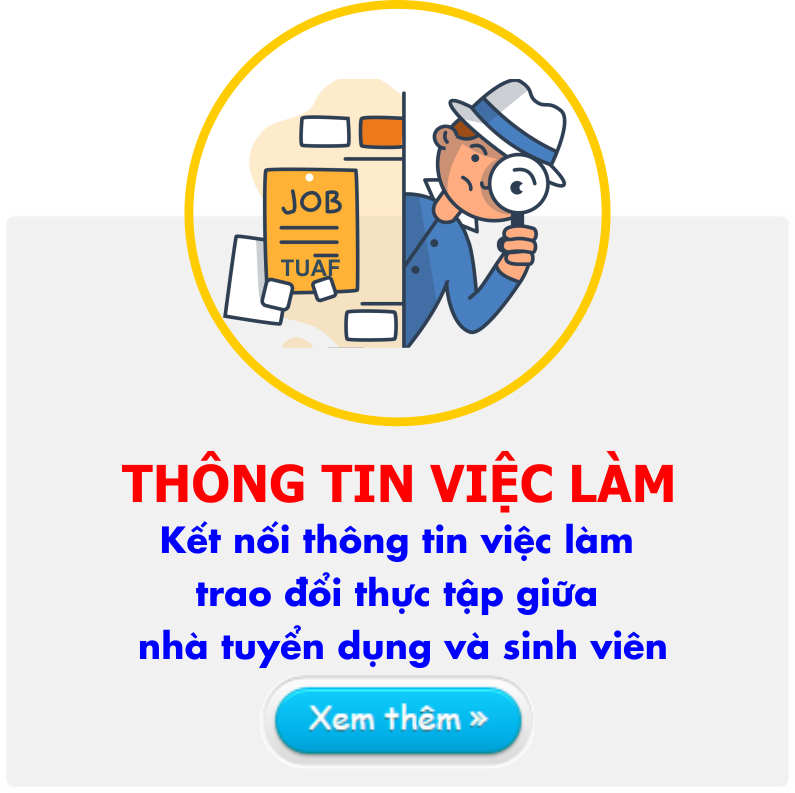 JOB
TUAF
THÔNG TIN VIỆC LÀM
Kết nối thông tin việc làm
trao đổi thực tập giữa
nhà tuyển dụng và sinh viên
Xem thêm »